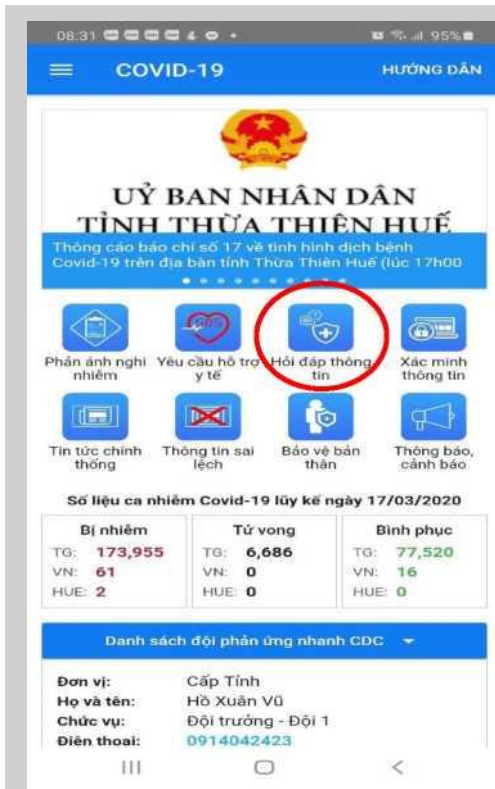 08:31
95%
COVID-19
HƯỚNG DẪN
UỶ BAN NHÂN DÂN
TỈNH THỪA THIÊN HUẾ
Thông cáo báo chí số 17 về tình hình dịch bệnh
Covid-19 trên địa bàn tỉnh Thừa Thiên Huế (lúc 17h00
SOS
Phản ánh nghi
nhiễm
Yêu cầu hỗ trợ
y tế
Hỏi đáp thông
tin
Xác minh
thông tin
Tin tức chính
thống
Thông tin sai
lệch
Bảo vệ bản
thân
Thông báo,
cảnh báo
Số liệu ca nhiễm Covid-19 lũy kế ngày 17/03/2020
Bị nhiễm
TG: 173,955
VN: 61
HUE: 2
Tử vong
TG: 6,686
VN: 0
HUE: 0
Bình phục
TG: 77,520
VN: 16
HUE: 0
Danh sách đội phản ứng nhanh CDC
Đơn vị: Cấp Tỉnh
Họ và tên: Hồ Xuân Vũ
Chức vụ: Đội trưởng - Đội 1
Điện thoại: 0914042423